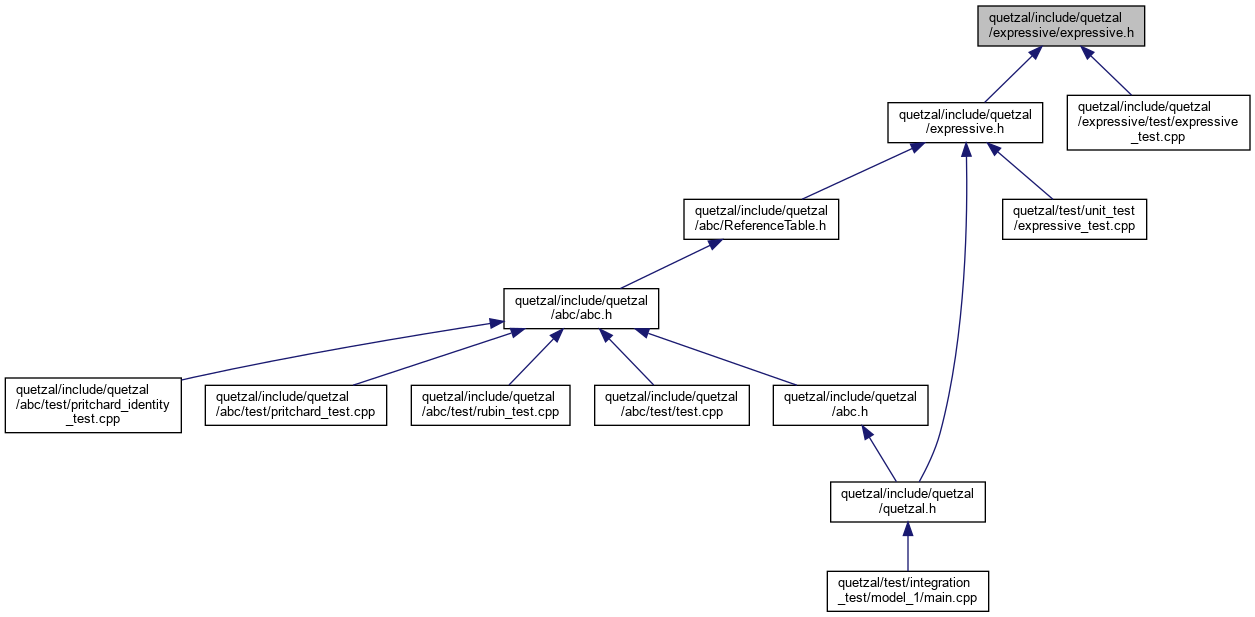 quetzal/include/quetzal
/expressive/expressive.h
quetzal/include/quetzal
/expressive.h
quetzal/include/quetzal
/expressive/test/expressive
_test.cpp
quetzal/include/quetzal
/abc/ReferenceTable.h
quetzal/test/unit_test
/expressive_test.cpp
quetzal/include/quetzal
/abc/abc.h
quetzal/include/quetzal
/abc/test/pritchard_identity
_test.cpp
quetzal/include/quetzal
/abc/test/pritchard_test.cpp
quetzal/include/quetzal
/abc/test/rubin_test.cpp
quetzal/include/quetzal
/abc/test/test.cpp
quetzal/include/quetzal
/abc.h
quetzal/include/quetzal
/quetzal.h
quetzal/test/integration
_test/model_1/main.cpp